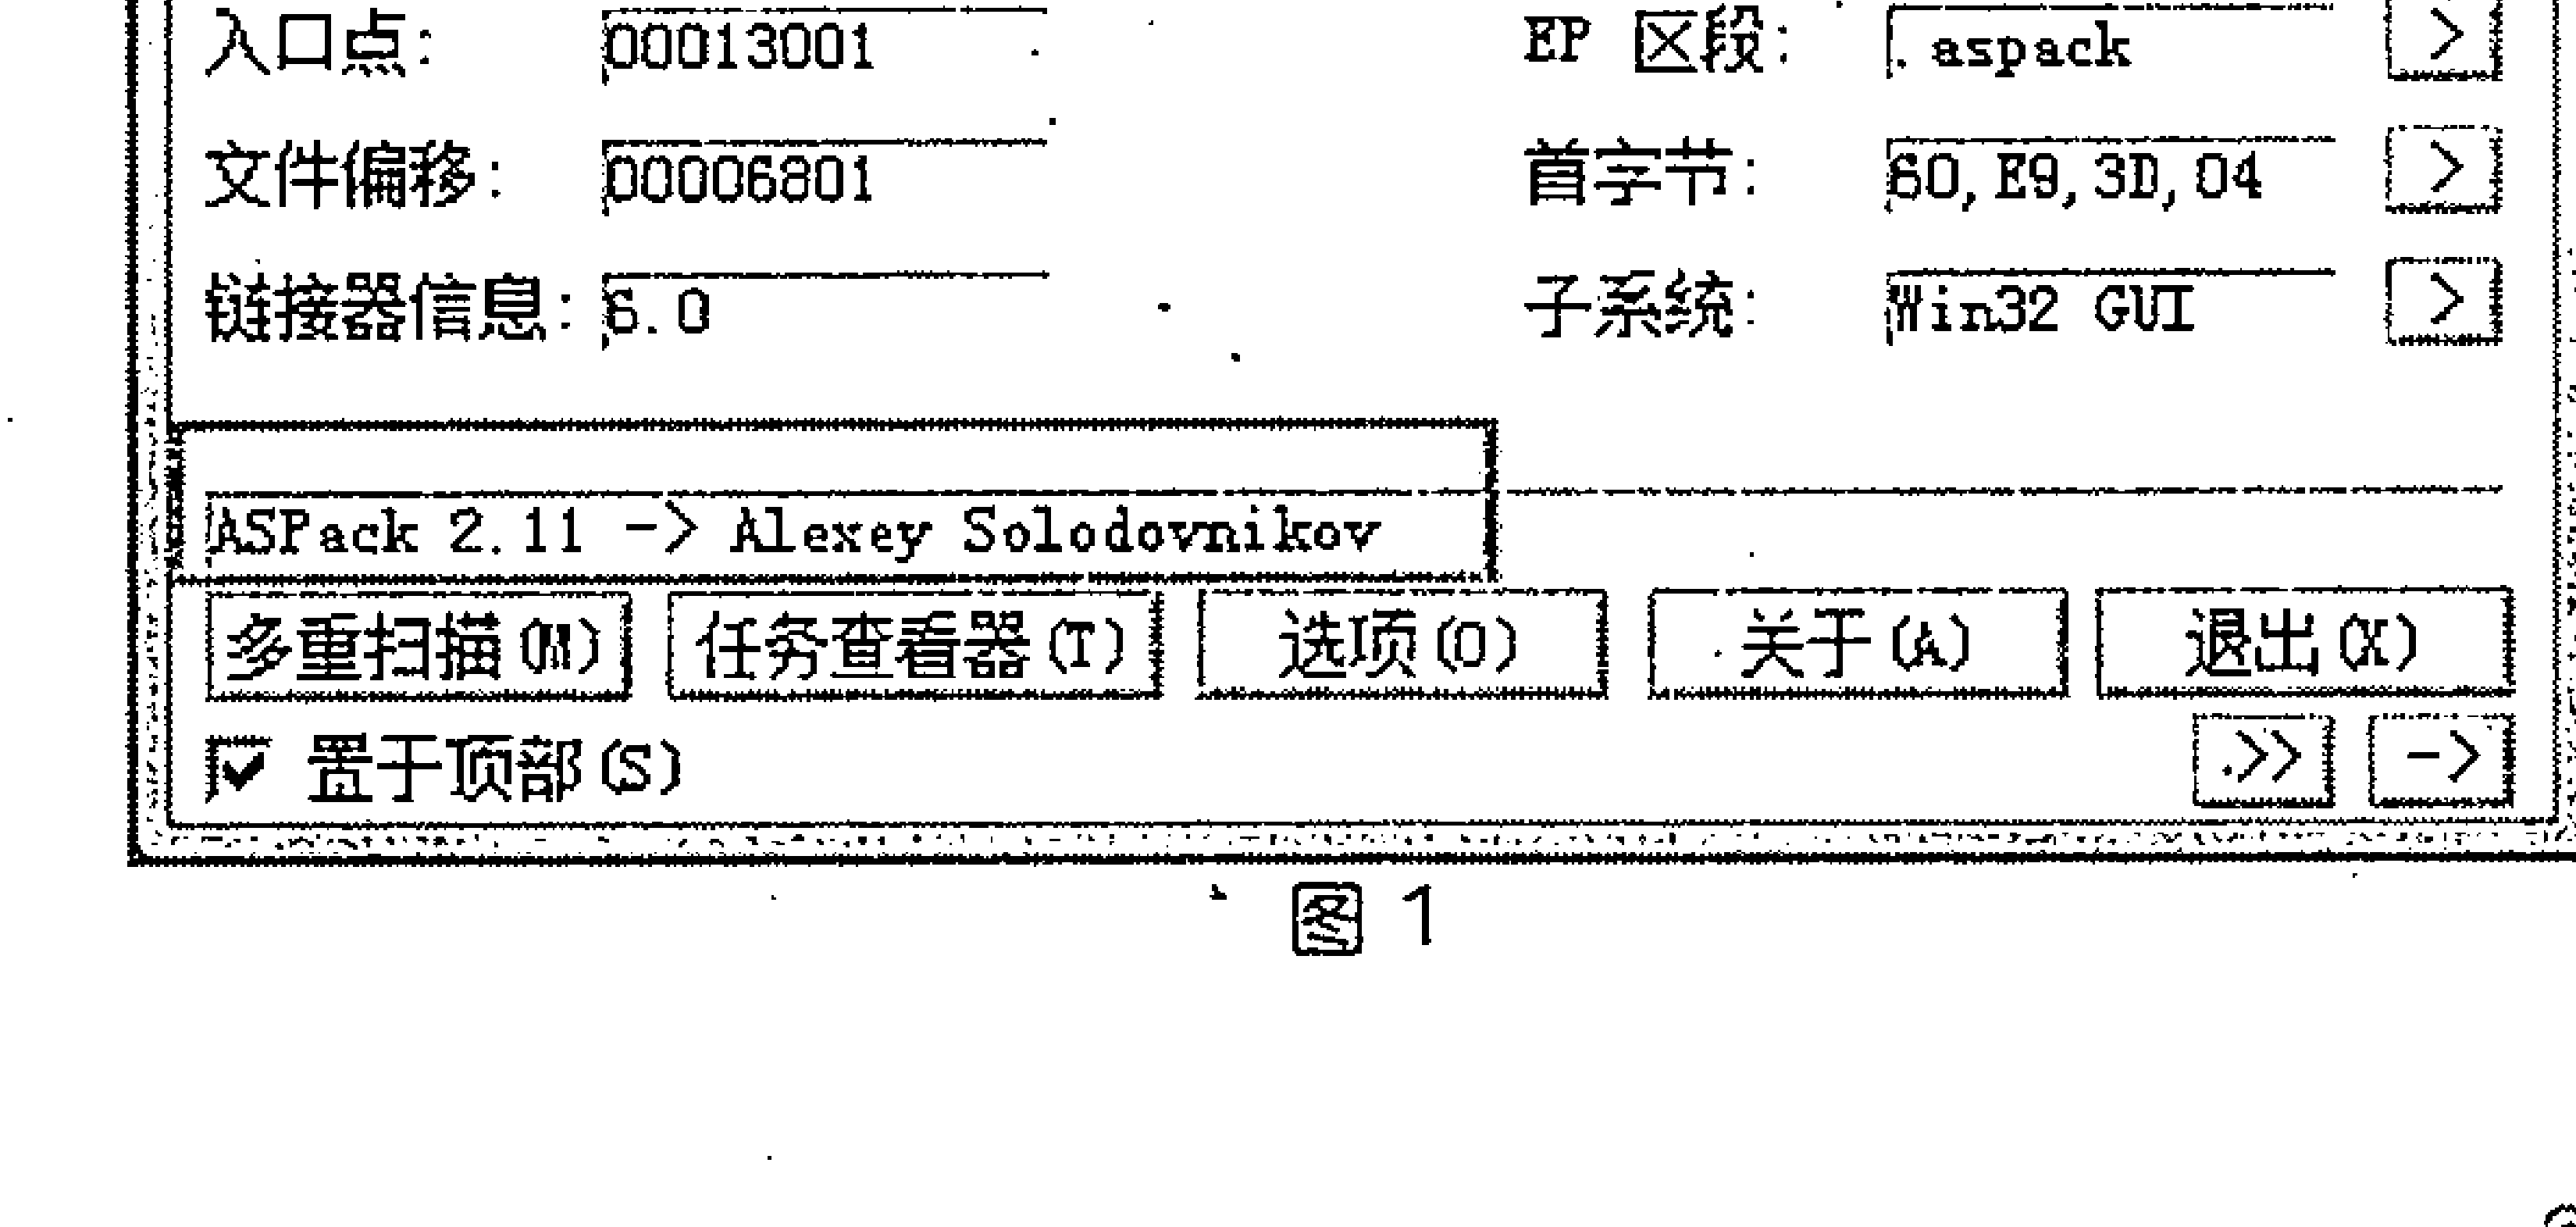 入口点: 00013001 EP 区段: .aspack >
文件偏移: 00006801 首字节: 60,E9,3D,04 >
链接器信息: 6.0 子系统: Win32 GUI >
ASPack 2.11 -> Alexey Solodovnikov
多重扫描(M) 任务查看器(T) 选项(O) 关于(A) 退出(X)
置于顶部(S) >> ->
图 1